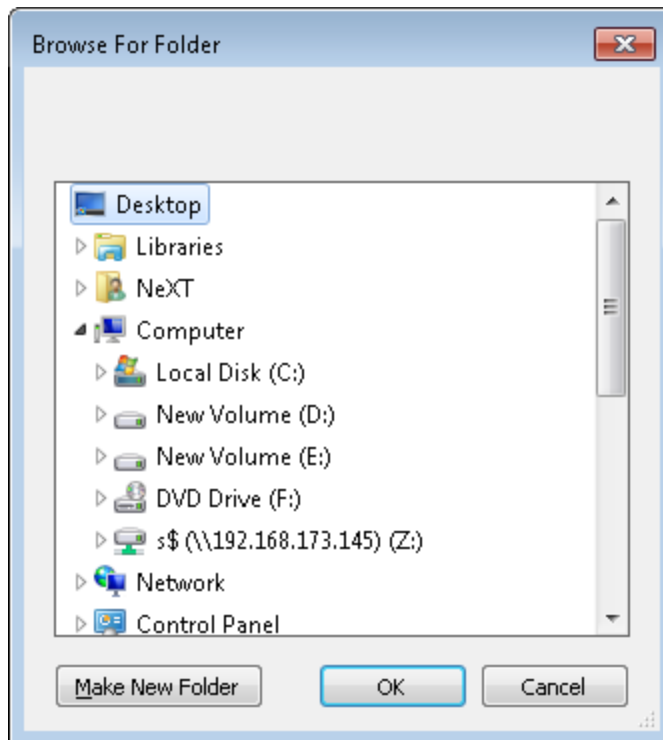 Browse For Folder
Desktop
Libraries
NeXT
Computer
Local Disk (C:)
New Volume (D:)
New Volume (E:)
DVD Drive (F:)
s$ (\\192.168.173.145) (Z:)
Network
Control Panel
Make New Folder OK Cancel